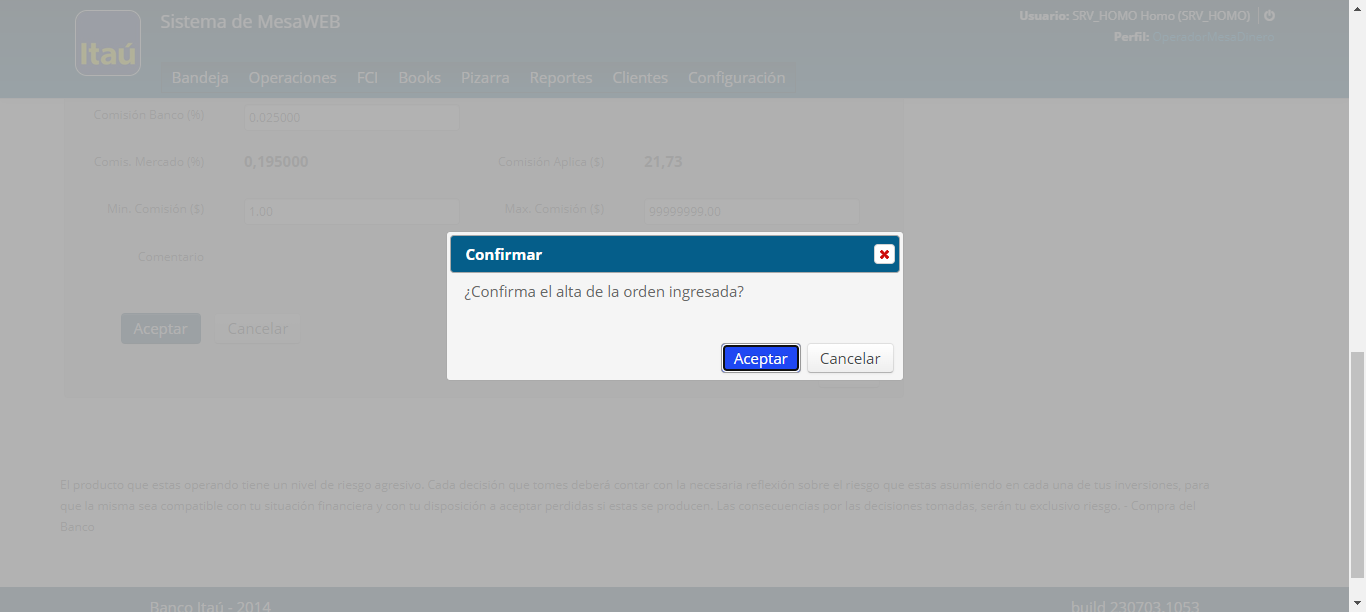 Itaú
Sistema de MesaWEB
Usuario: SRV_HOMO Homo (SRV_HOMO)
Perfil: Operador MesaDinero
Bandeja Operaciones FCI Books Pizarra Reportes Clientes Configuración
Comisión Banco (%) 0,025000
Comis. Mercado (%) 0,195000 Comisión Aplica ($) 21,73
Min. Comisión ($) 1.00 Max. Comisión ($) 99999999.00
Comentario
Aceptar Cancelar
Confirmar
¿Confirma el alta de la orden ingresada?
Aceptar Cancelar
El producto que estas operando tiene un nivel de riesgo agresivo. Cada decisión que tomes deberá contar con la necesaria reflexión sobre el riesgo que estas asumiendo en cada una de tus inversiones, para
que la misma sea compatible con tu situación financiera y con tu disposición a aceptar perdidas si estas se producen. Las consecuencias por las decisiones tomadas, serán tu exclusivo riesgo. - Compra del
Banco
Banco Itaú - 2014 build 230703.1053